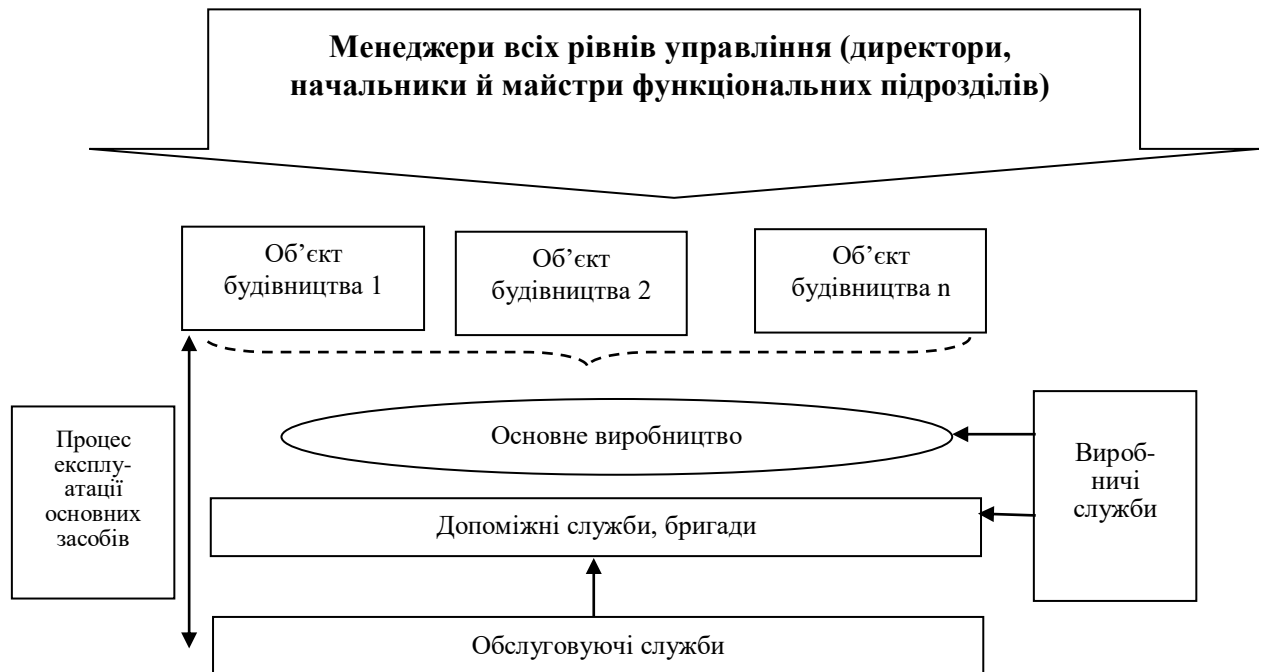 Менеджери всіх рівнів управління (директори,
начальники й майстри функціональних підрозділів)
Об’єкт
будівництва 1
Об’єкт
будівництва 2
Об’єкт
будівництва n
Процес
експлу-
атації
основних
засобів
Основне виробництво
Вироб-
ничі
служби
Допоміжні служби, бригади
Обслуговуючі служби